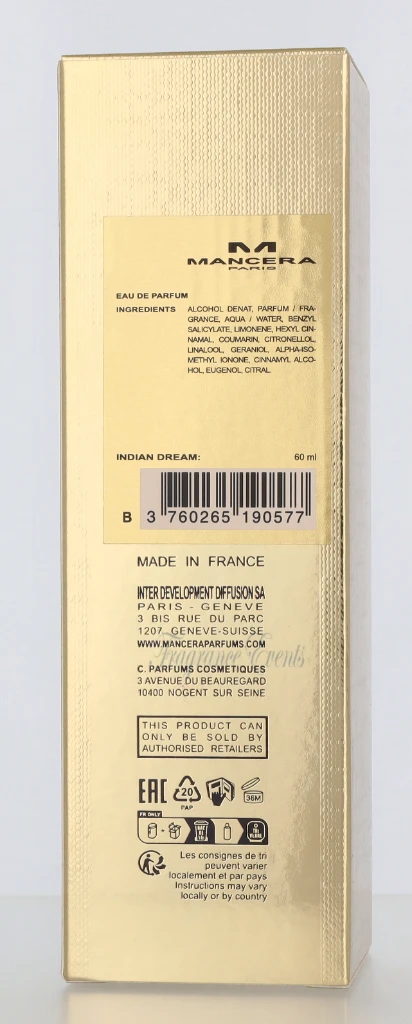 M
MANCERA
PARIS
EAU DE PARFUM
INGREDIENTS ALCOHOL DENAT, PARFUM / FRA-
GRANCE, AQUA / WATER, BENZYL
SALICYLATE, LIMONENE, HEXYL CIN-
NAMAL, COUMARIN, CITRONELLOL,
LINALOOL, GERANIOL, ALPHA-ISO-
METHYL IONONE, CINNAMYL ALCO-
HOL, EUGENOL, CITRAL.
INDIAN DREAM: 60 ml
B 3 760265 190577
MADE IN FRANCE
INTER DEVELOPMENT DIFFUSION SA
PARIS - GENEVE
3 BIS RUE DU PARC
1207 GENEVE-SUISSE
WWW.MANCERAPARFUMS.COM
Fragrance Events
C. PARFUMS COSMETIQUES
3 AVENUE DU BEAUREGARD
10400 NOGENT SUR SEINE
THIS PRODUCT CAN
ONLY BE SOLD BY
AUTHORISED RETAILERS
EAC 20 36M
PAP
FR ONLY
Les consignes de tri
peuvent varier
localement et par pays
Instructions may vary
locally or by country